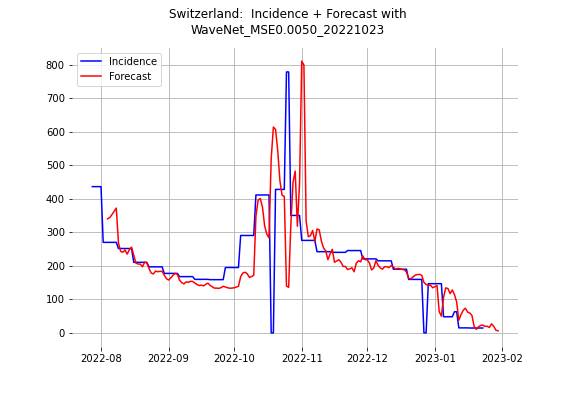 Switzerland:  Incidence + Forecast with
WaveNet_MSE0.0050_20221023
Incidence
Forecast
800
700
600
500
400
300
200
100
0
2022-08 2022-09 2022-10 2022-11 2022-12 2023-01 2023-02